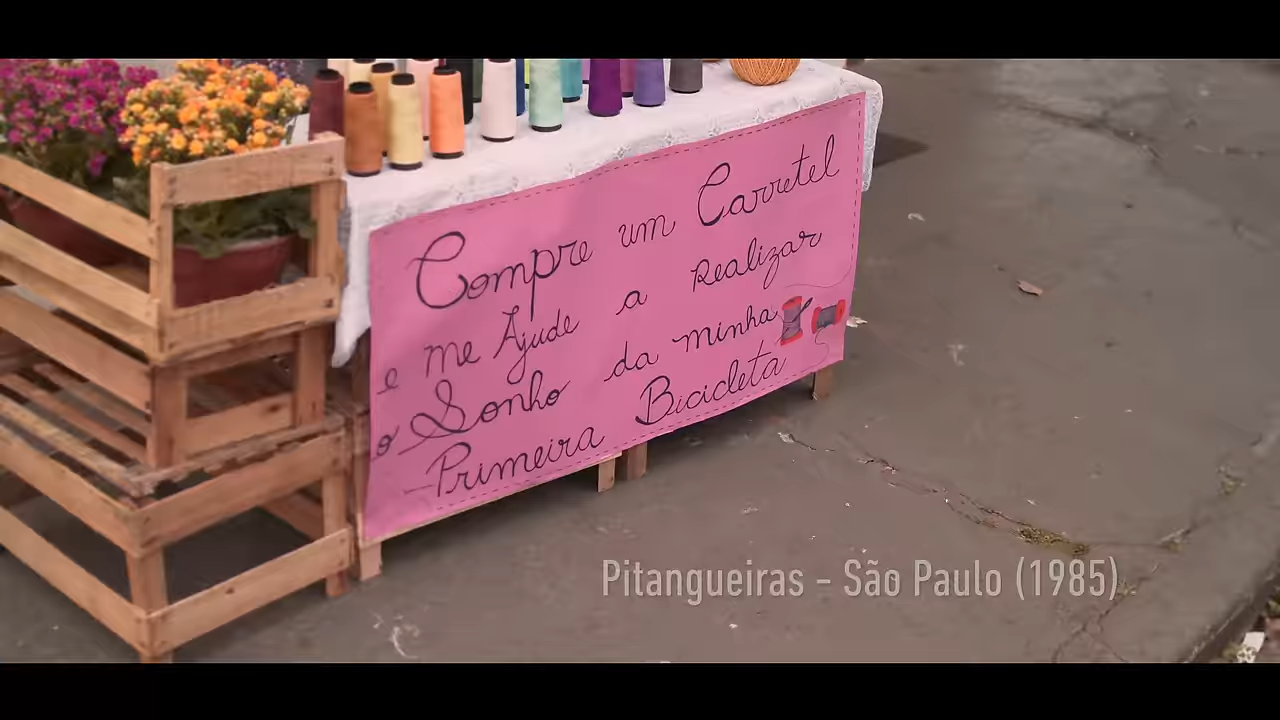 Compre um Carretel
e me Ajude a Realizar
o Sonho da minha
Primeira Bicicleta
Pitangueiras - São Paulo (1985)